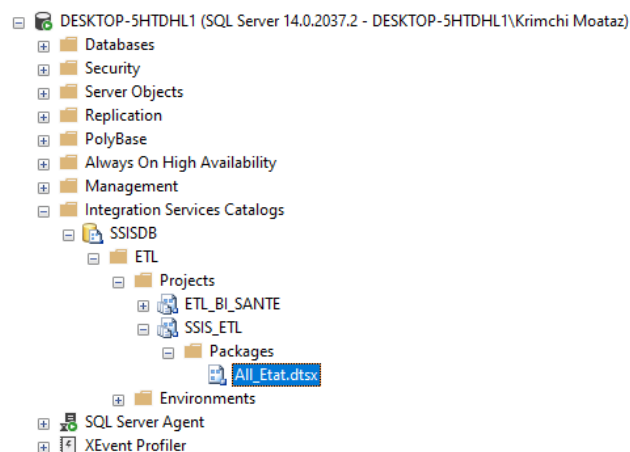 DESKTOP-5HTDHL1 (SQL Server 14.0.2037.2 - DESKTOP-5HTDHL1\Krimchi Moataz)
Databases
Security
Server Objects
Replication
PolyBase
Always On High Availability
Management
Integration Services Catalogs
SSISDB
ETL
Projects
ETL_BI_SANTE
SSIS_ETL
Packages
All_Etat.dtsx
Environments
SQL Server Agent
XEvent Profiler